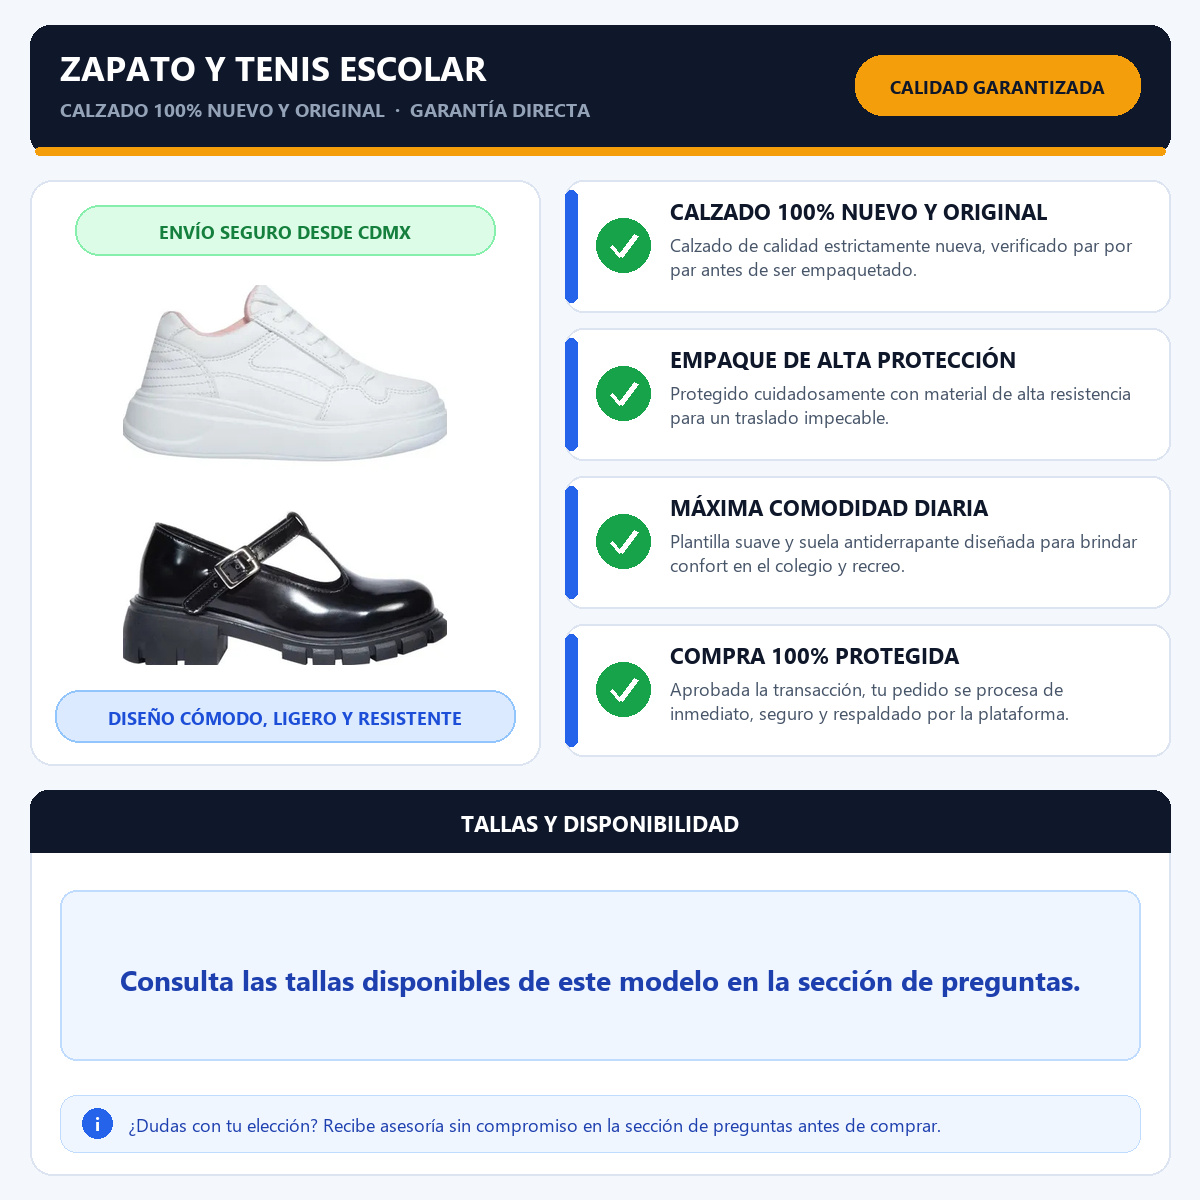 ZAPATO Y TENIS ESCOLAR
CALZADO 100% NUEVO Y ORIGINAL · GARANTÍA DIRECTA
CALIDAD GARANTIZADA
ENVÍO SEGURO DESDE CDMX
DISEÑO CÓMODO, LIGERO Y RESISTENTE
CALZADO 100% NUEVO Y ORIGINAL
Calzado de calidad estrictamente nueva, verificado par por
par antes de ser empaquetado.
EMPAQUE DE ALTA PROTECCIÓN
Protegido cuidadosamente con material de alta resistencia
para un traslado impecable.
MÁXIMA COMODIDAD DIARIA
Plantilla suave y suela antiderrapante diseñada para brindar
confort en el colegio y recreo.
COMPRA 100% PROTEGIDA
Aprobada la transacción, tu pedido se procesa de
inmediato, seguro y respaldado por la plataforma.
TALLAS Y DISPONIBILIDAD
Consulta las tallas disponibles de este modelo en la sección de preguntas.
¿Dudas con tu elección? Recibe asesoría sin compromiso en la sección de preguntas antes de comprar.